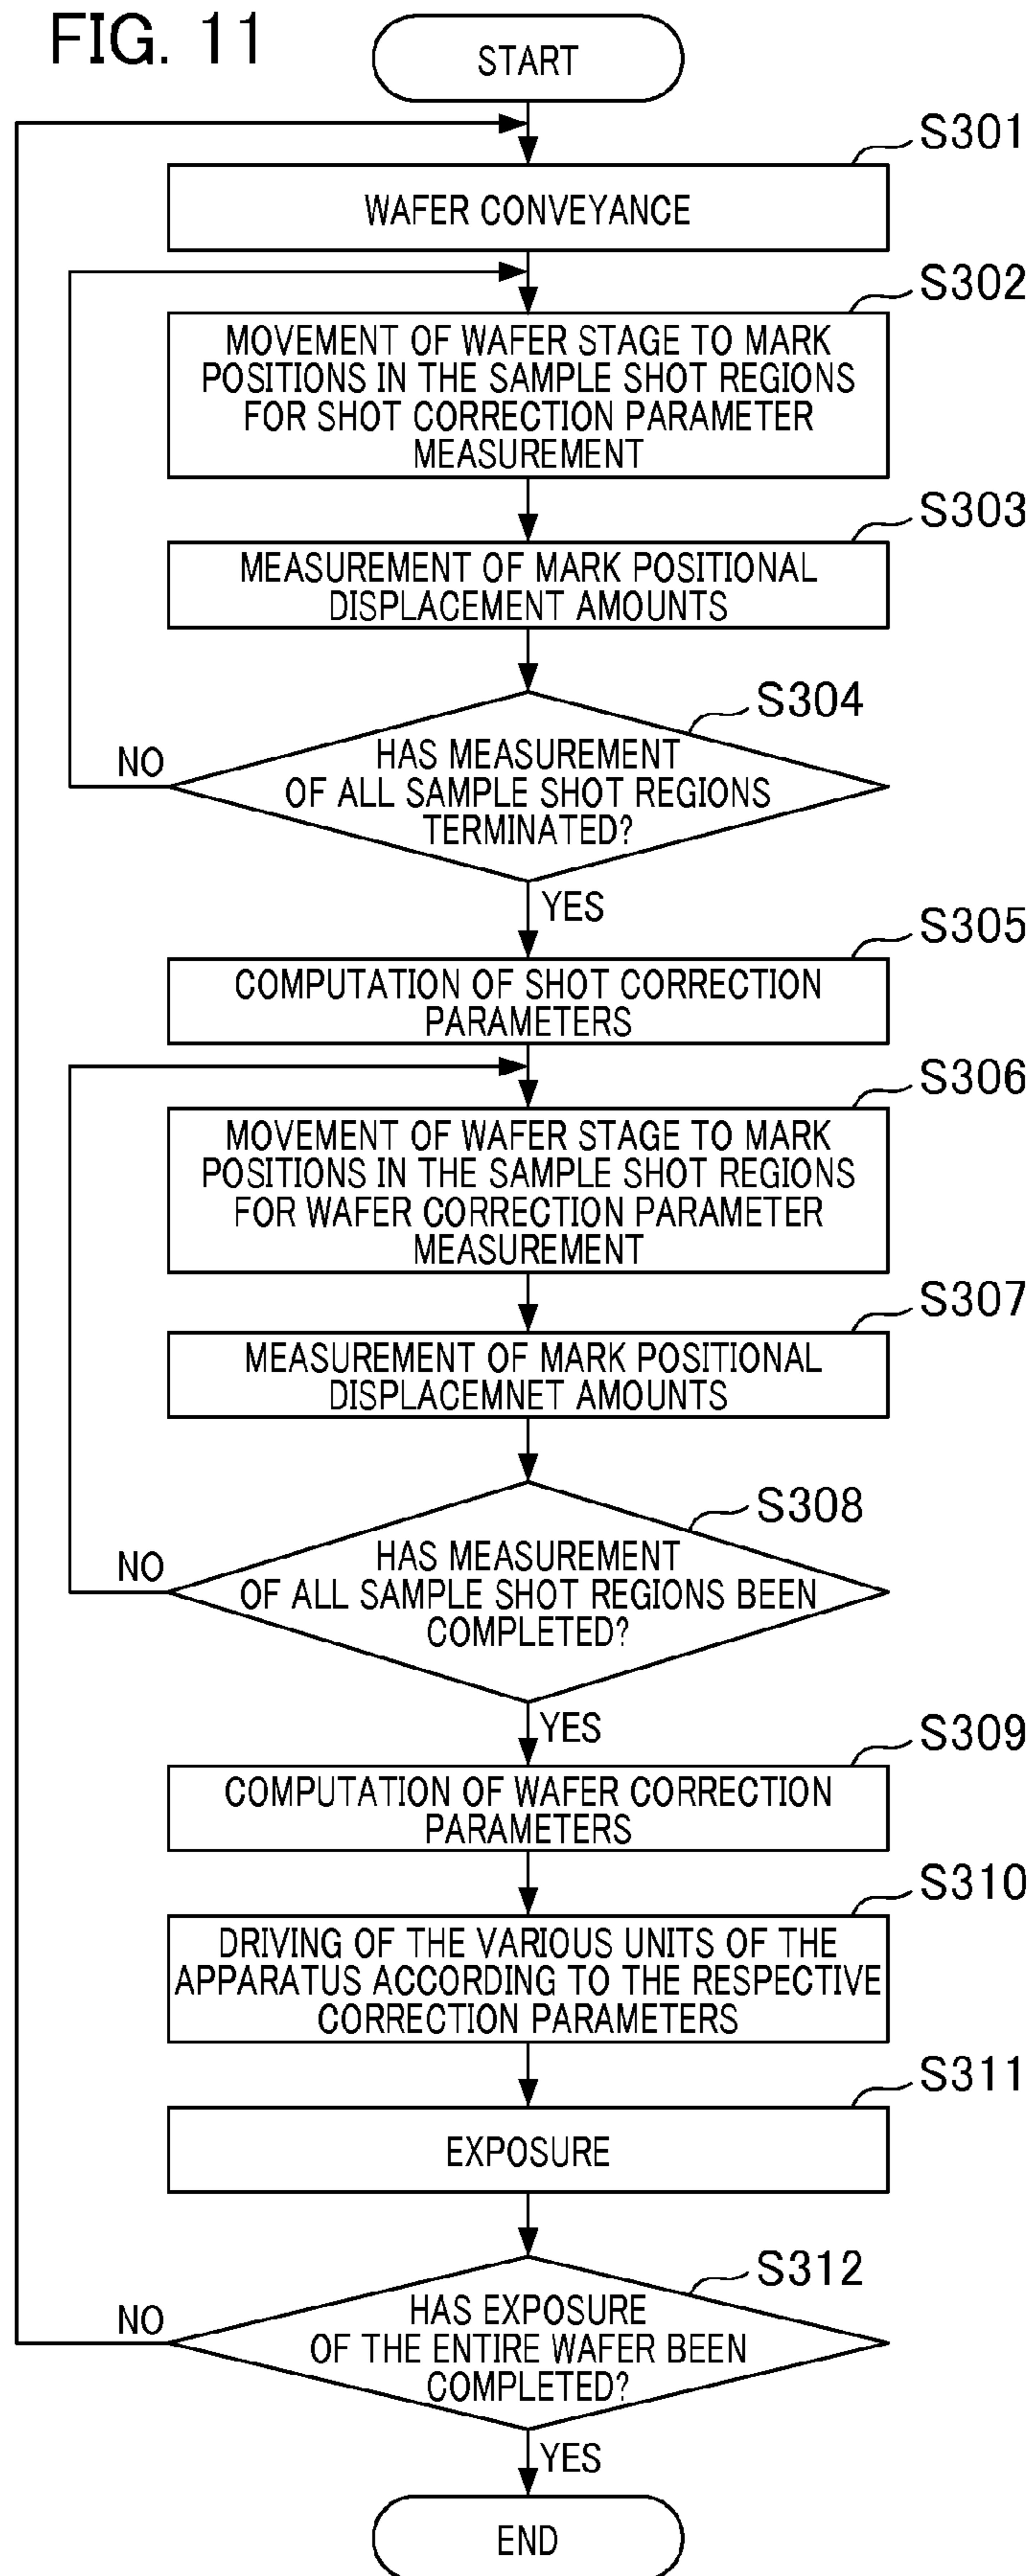 FIG. 11
START
S301
WAFER CONVEYANCE
S302
MOVEMENT OF WAFER STAGE TO MARK
POSITIONS IN THE SAMPLE SHOT REGIONS
FOR SHOT CORRECTION PARAMETER
MEASUREMENT
S303
MEASUREMENT OF MARK POSITIONAL
DISPLACEMENT AMOUNTS
S304
HAS MEASUREMENT
OF ALL SAMPLE SHOT REGIONS
TERMINATED?
NO
YES
S305
COMPUTATION OF SHOT CORRECTION
PARAMETERS
S306
MOVEMENT OF WAFER STAGE TO MARK
POSITIONS IN THE SAMPLE SHOT REGIONS
FOR WAFER CORRECTION PARAMETER
MEASUREMENT
S307
MEASUREMENT OF MARK POSITIONAL
DISPLACEMNET AMOUNTS
S308
HAS MEASUREMENT
OF ALL SAMPLE SHOT REGIONS BEEN
COMPLETED?
NO
YES
S309
COMPUTATION OF WAFER CORRECTION
PARAMETERS
S310
DRIVING OF THE VARIOUS UNITS OF THE
APPARATUS ACCORDING TO THE RESPECTIVE
CORRECTION PARAMETERS
S311
EXPOSURE
S312
HAS EXPOSURE
OF THE ENTIRE WAFER BEEN
COMPLETED?
NO
YES
END